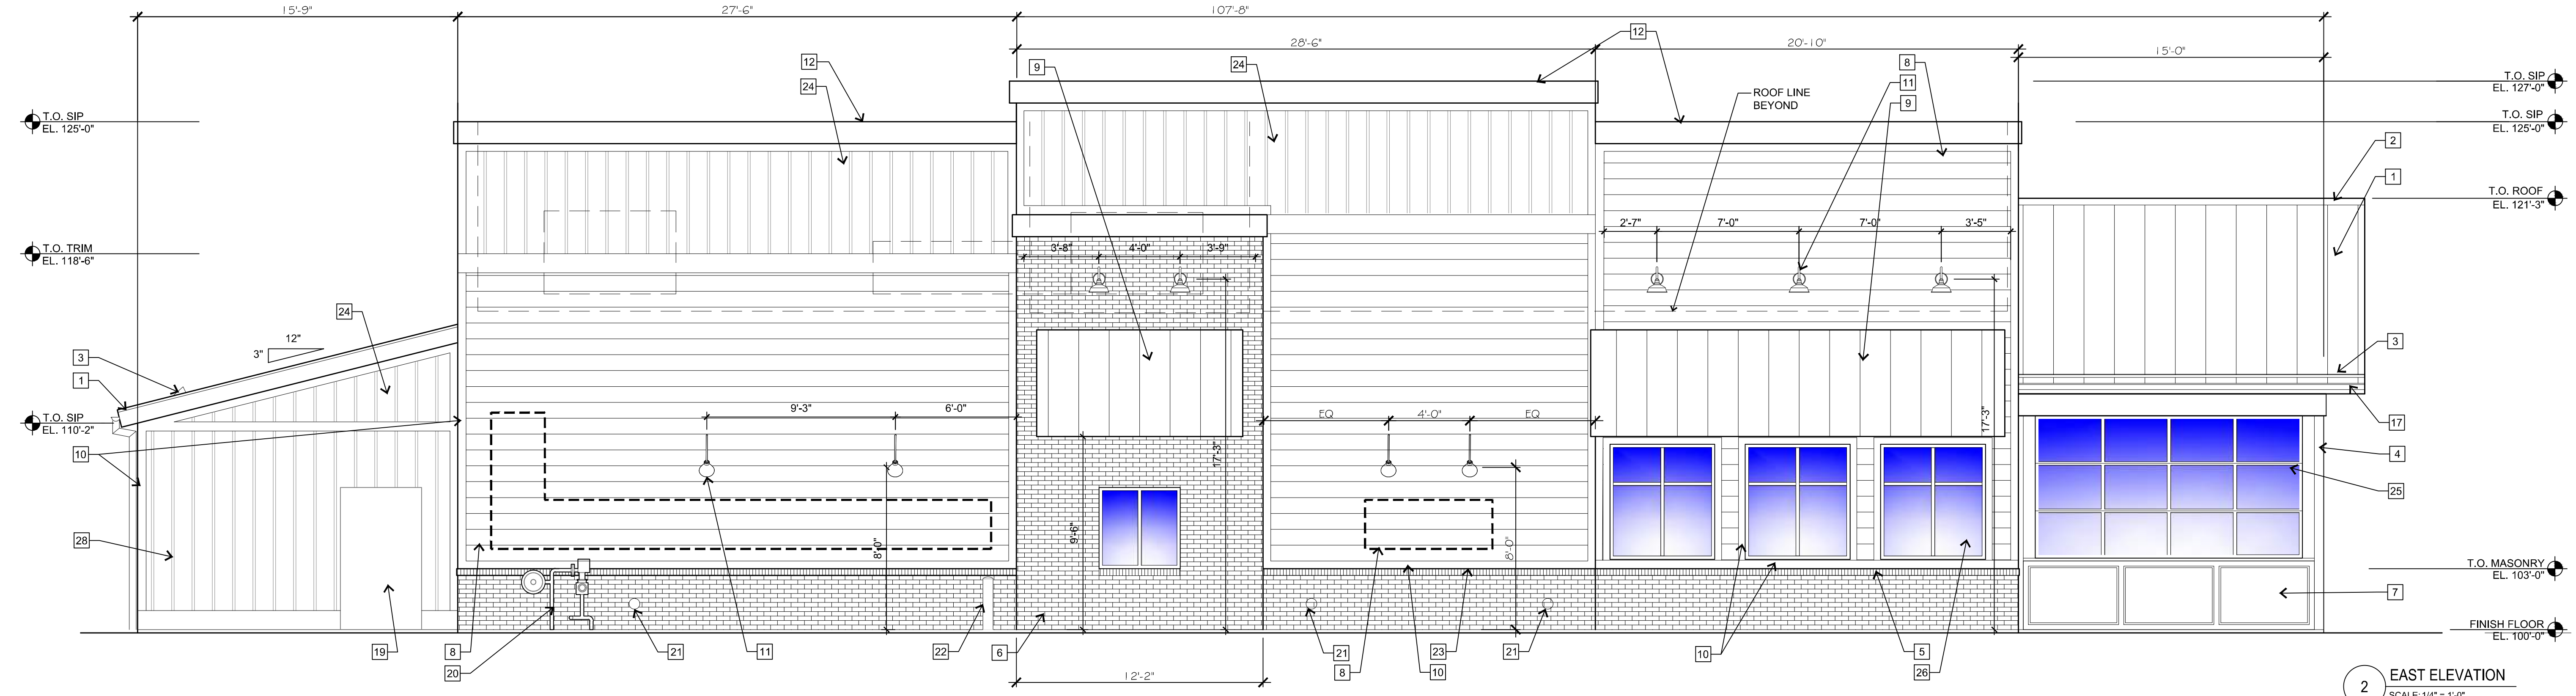 15'-9"
27'-6"
107'-8"
28'-6"
20'-10"
15'-0"
12
12
9
24
24
8
11
9
ROOF LINE
BEYOND
T.O. SIP
EL. 127'-0"
T.O. SIP
EL. 125'-0"
T.O. SIP
EL. 125'-0"
2
1
T.O. ROOF
EL. 121'-3"
T.O. TRIM
EL. 118'-6"
3'-8"
4'-0"
3'-9"
2'-7"
7'-0"
7'-0"
3'-5"
24
12"
3"
3
1
3
T.O. SIP
EL. 110'-2"
10
9'-3"
6'-0"
EQ
4'-0"
EQ
17'-3"
17'-3"
17
4
25
28
9'-6"
8'-0"
8'-0"
T.O. MASONRY
EL. 103'-0"
7
FINISH FLOOR
EL. 100'-0"
19
8
20
21
11
22
6
21
8
10
23
21
10
5
26
12'-2"
2
EAST ELEVATION
SCALE: 1/4" = 1'-0"